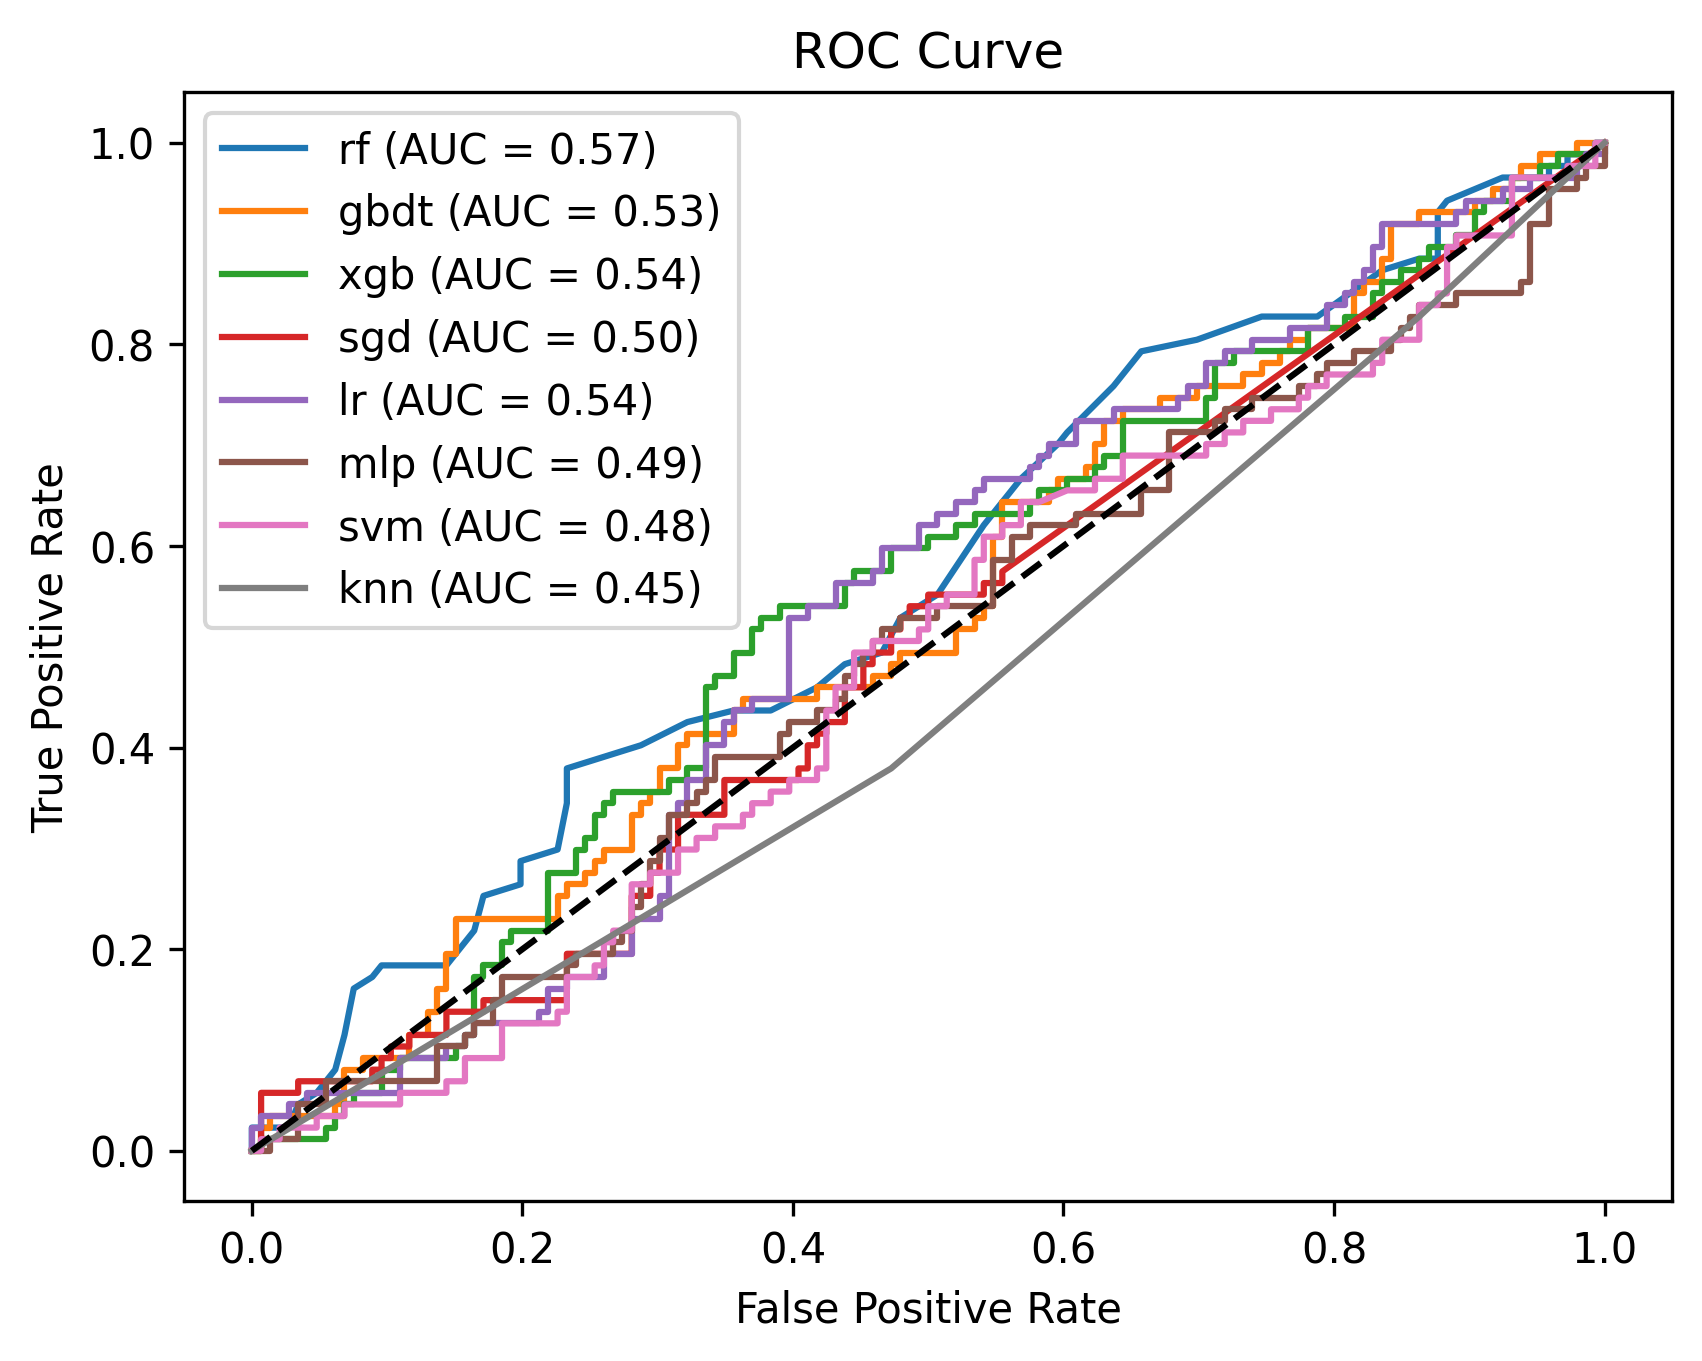 ROC Curve
rf (AUC = 0.57)
gbdt (AUC = 0.53)
xgb (AUC = 0.54)
sgd (AUC = 0.50)
lr (AUC = 0.54)
mlp (AUC = 0.49)
svm (AUC = 0.48)
knn (AUC = 0.45)
True Positive Rate
1.0
0.8
0.6
0.4
0.2
0.0
0.0 0.2 0.4 0.6 0.8 1.0
False Positive Rate